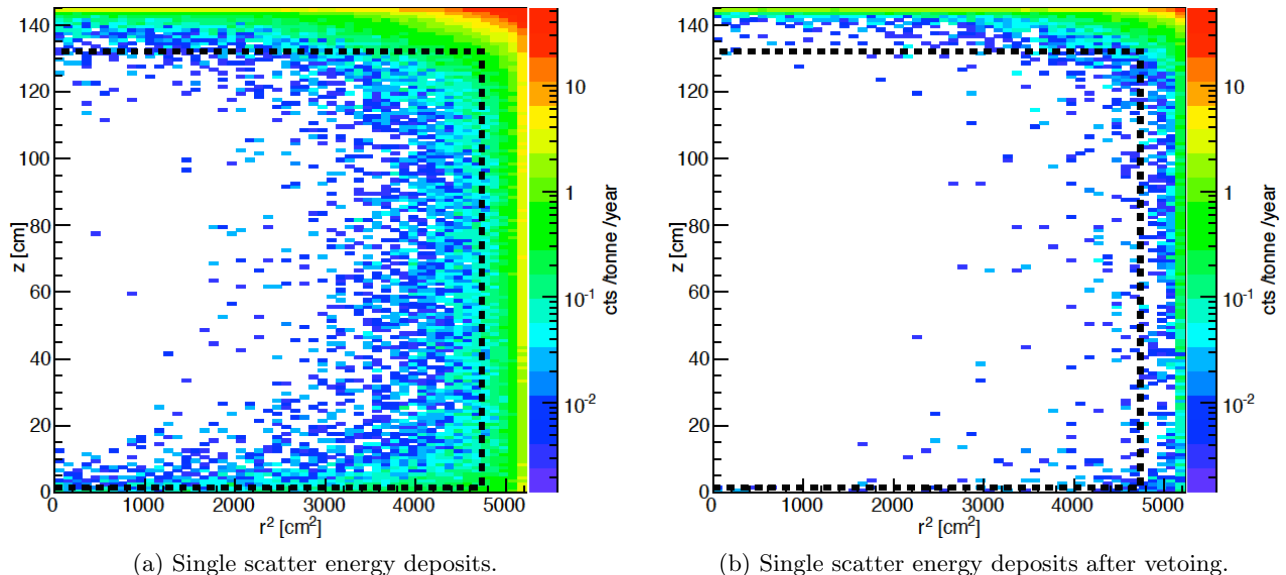 140
120
100
80
60
40
20
0
z [cm]
0 1000 2000 3000 4000 5000
r² [cm²]
10
1
10⁻¹
10⁻²
cts /tonne /year
(a) Single scatter energy deposits.
140
120
100
80
60
40
20
0
z [cm]
0 1000 2000 3000 4000 5000
r² [cm²]
10
1
10⁻¹
10⁻²
cts /tonne /year
(b) Single scatter energy deposits after vetoing.